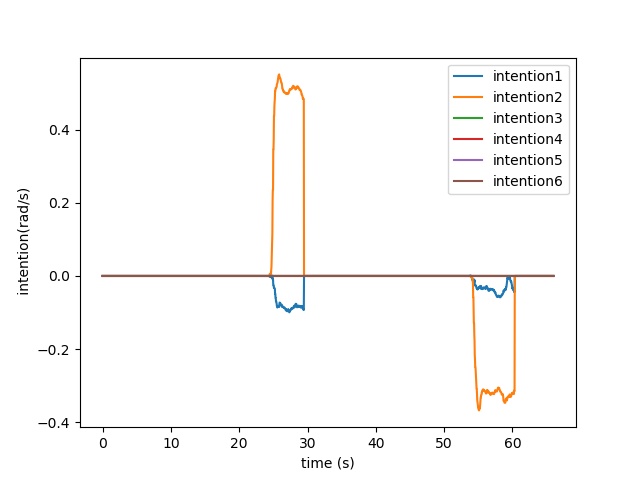 intention1
intention2
intention3
intention4
intention5
intention6
0.4
0.2
0.0
−0.2
−0.4
intention(rad/s)
0 10 20 30 40 50 60
time (s)